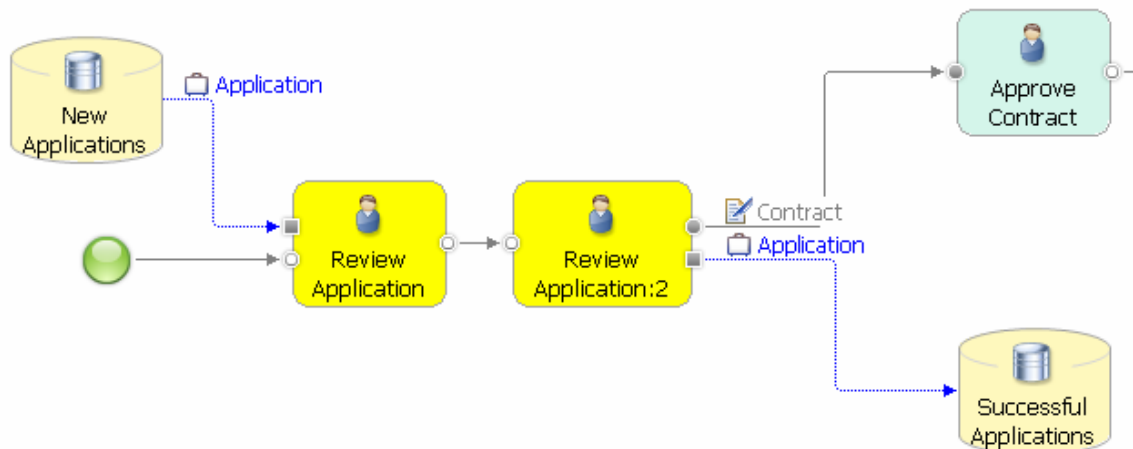 Application
New
Applications
Approve
Contract
Contract
Application
Review
Application
Review
Application:2
Successful
Applications